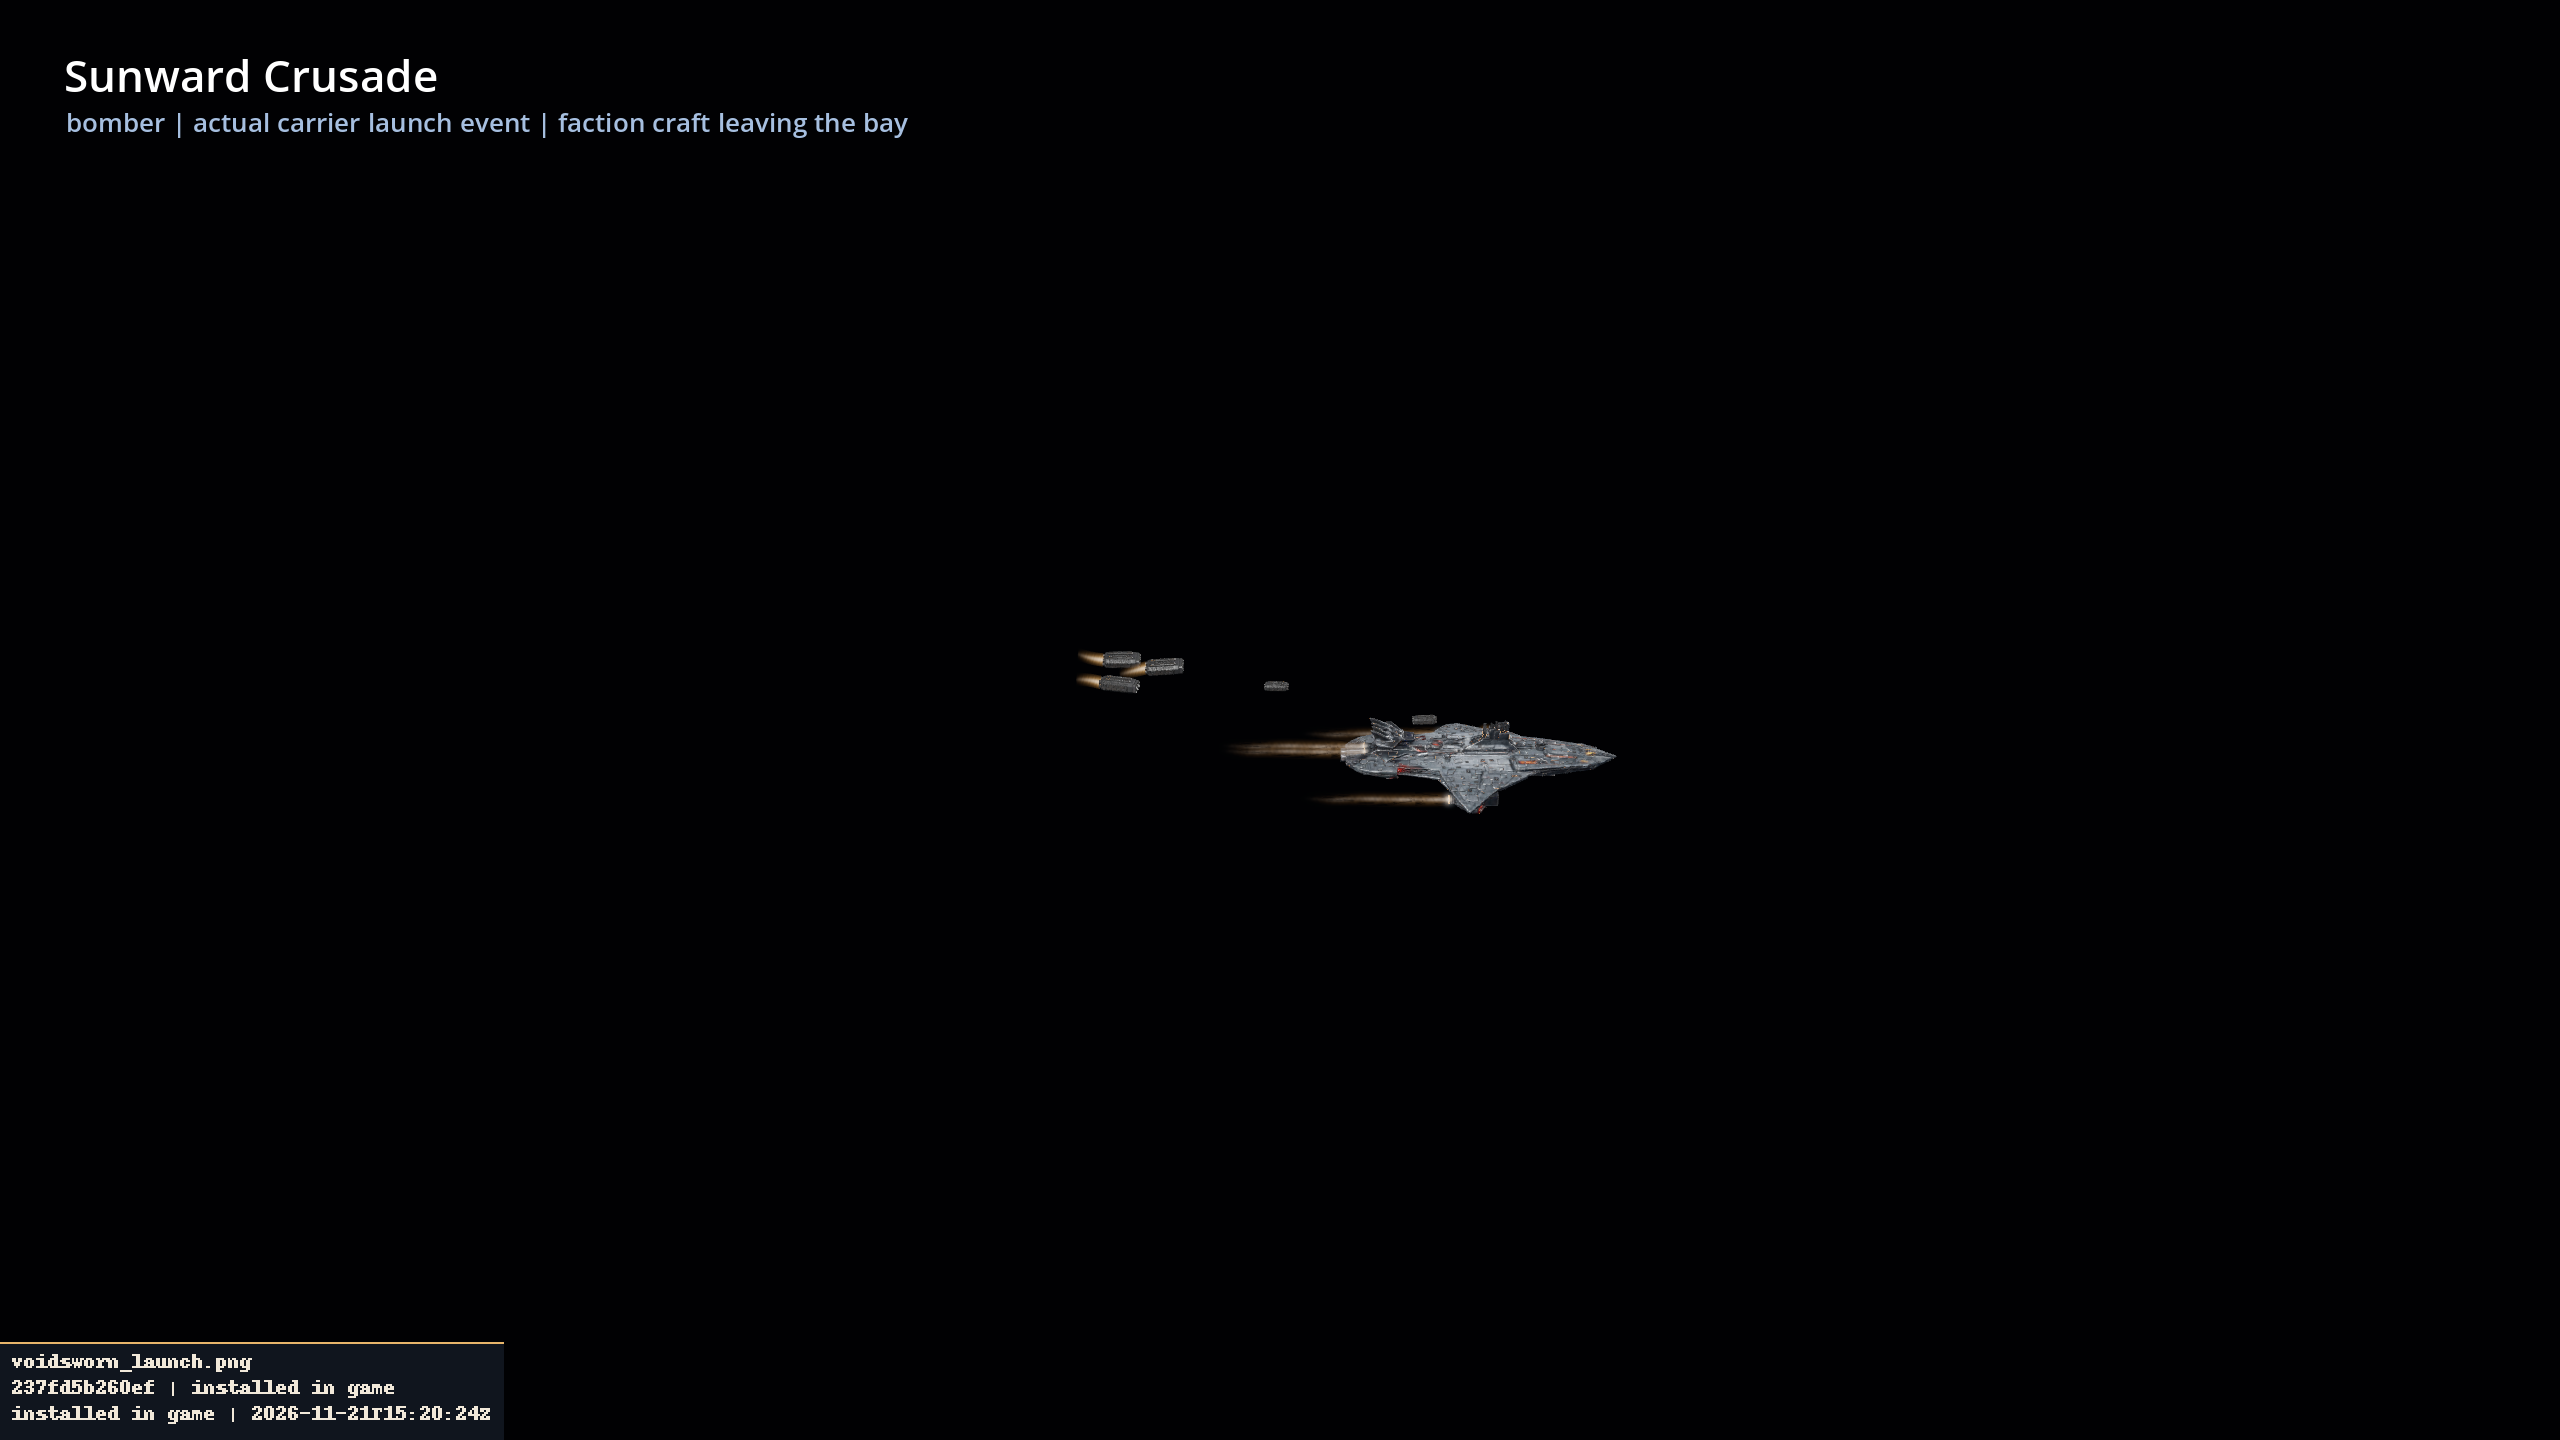 Sunward Crusade
bomber | actual carrier launch event | faction craft leaving the bay
voidsworn_launch.png
237fd5b260ef | installed in game
installed in game | 2026-11-21T15:20:24Z